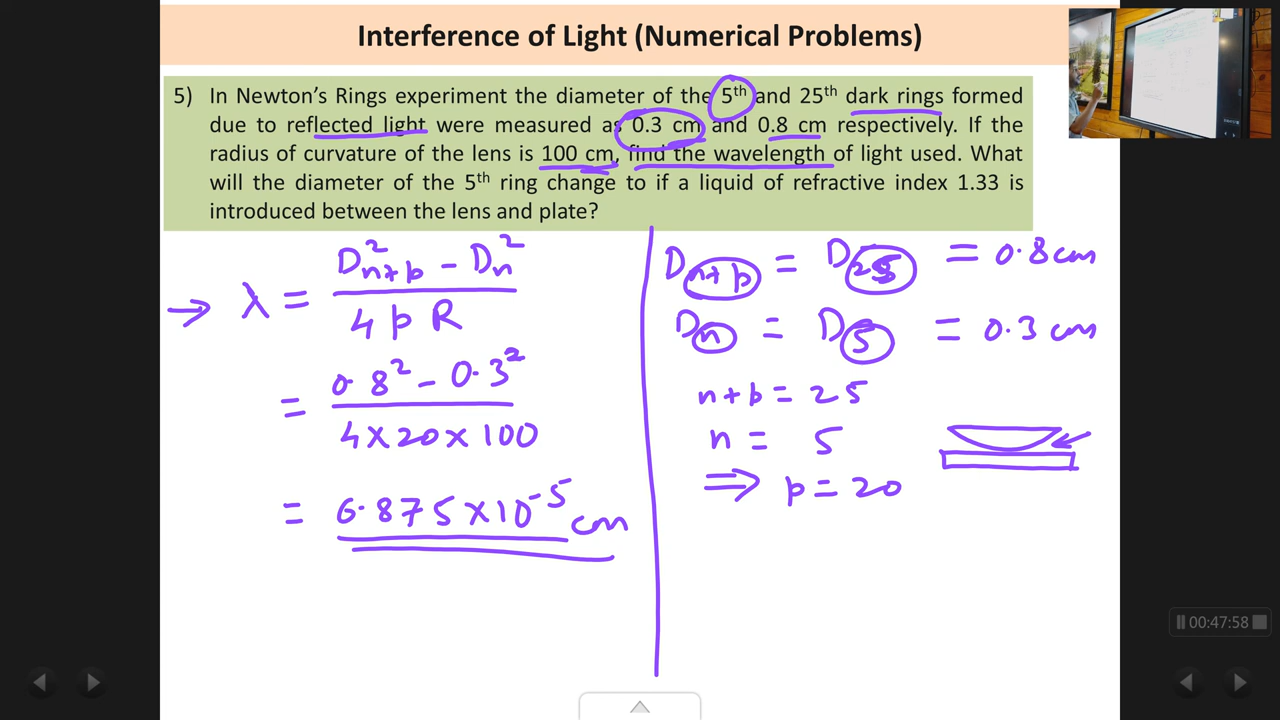 Interference of Light (Numerical Problems)
5) In Newton's Rings experiment the diameter of the 5th and 25th dark rings formed
due to reflected light were measured as 0.3 cm and 0.8 cm respectively. If the
radius of curvature of the lens is 100 cm, find the wavelength of light used. What
will the diameter of the 5th ring change to if a liquid of refractive index 1.33 is
introduced between the lens and plate?
→ λ = (D²n+p − D²n) / (4 p R)
= (0.8² − 0.3²) / (4 × 20 × 100)
= 6.875 × 10⁻⁵ cm
Dn+p = D25 = 0.8 cm
Dn = D5 = 0.3 cm
n+p = 25
n = 5
⇒ p = 20
00:47:58